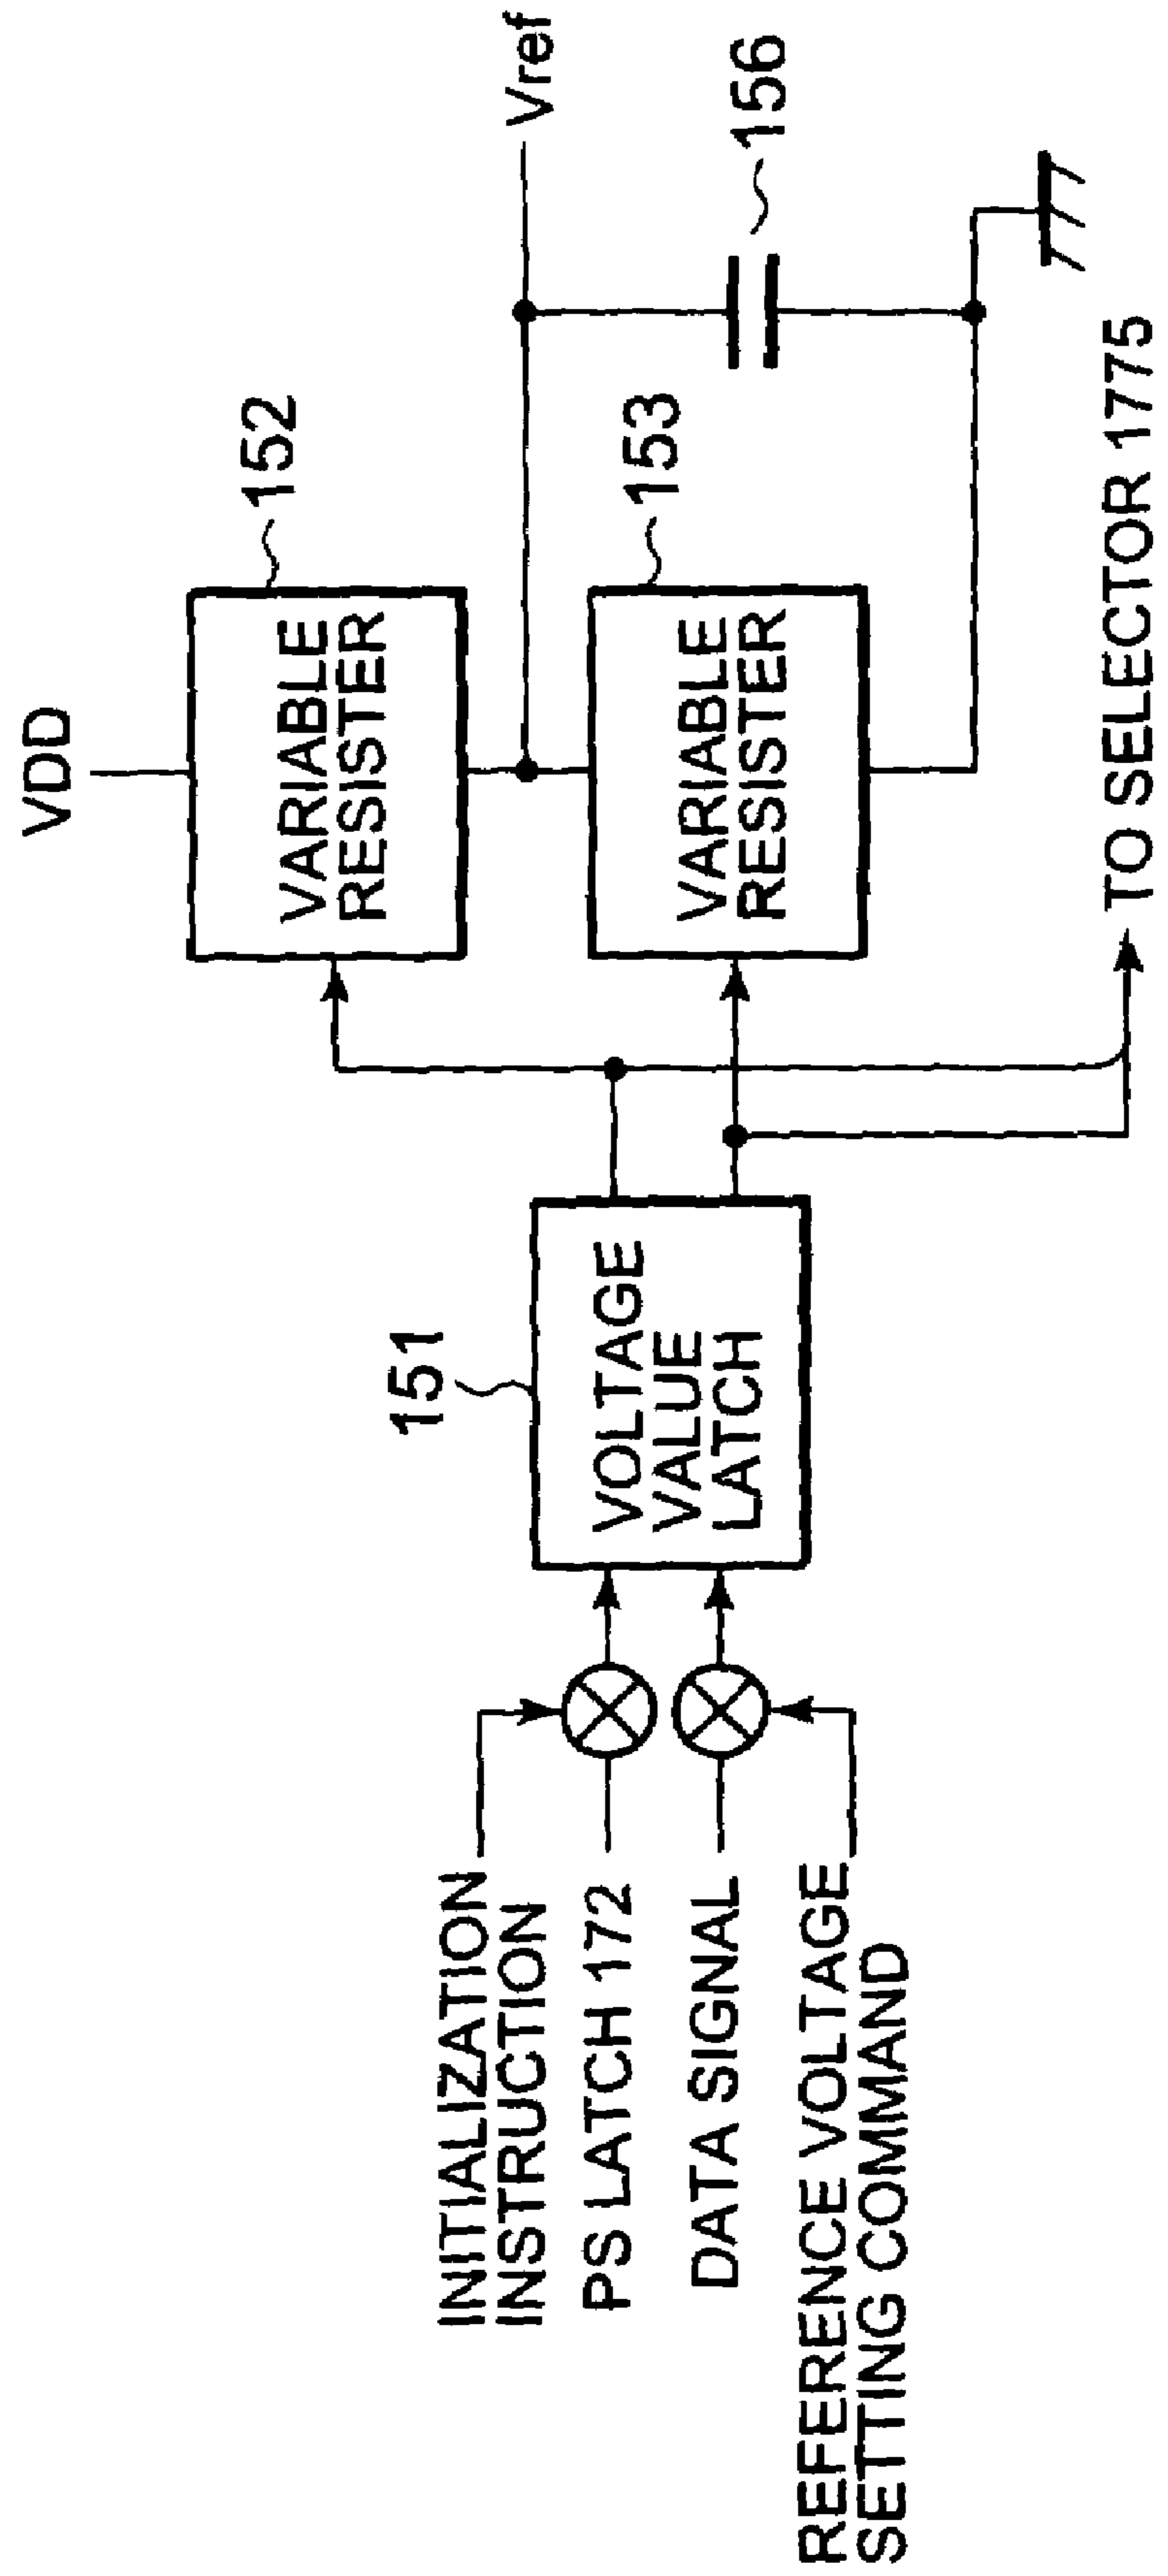 VDD
152
VARIABLE
RESISTER
Vref
151
VOLTAGE
VALUE
LATCH
153
VARIABLE
RESISTER
156
INITIALIZATION
INSTRUCTION
PS LATCH 172
DATA SIGNAL
REFERENCE VOLTAGE
SETTING COMMAND
TO SELECTOR 1775